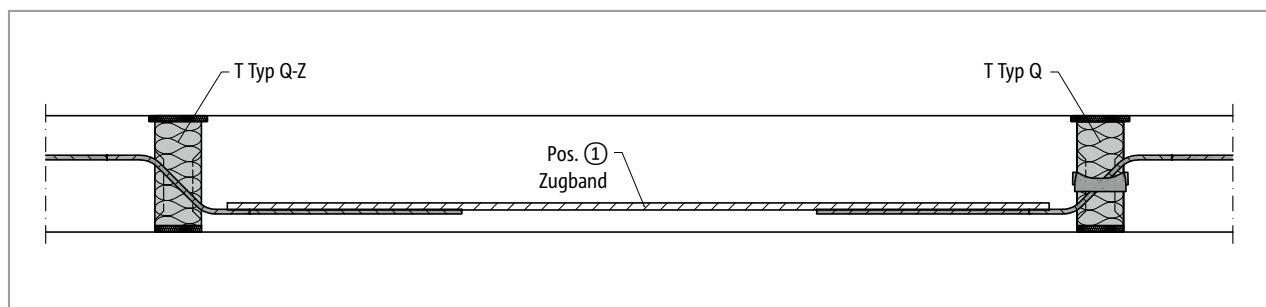 T Typ Q-Z
T Typ Q
Pos. ①
Zugband